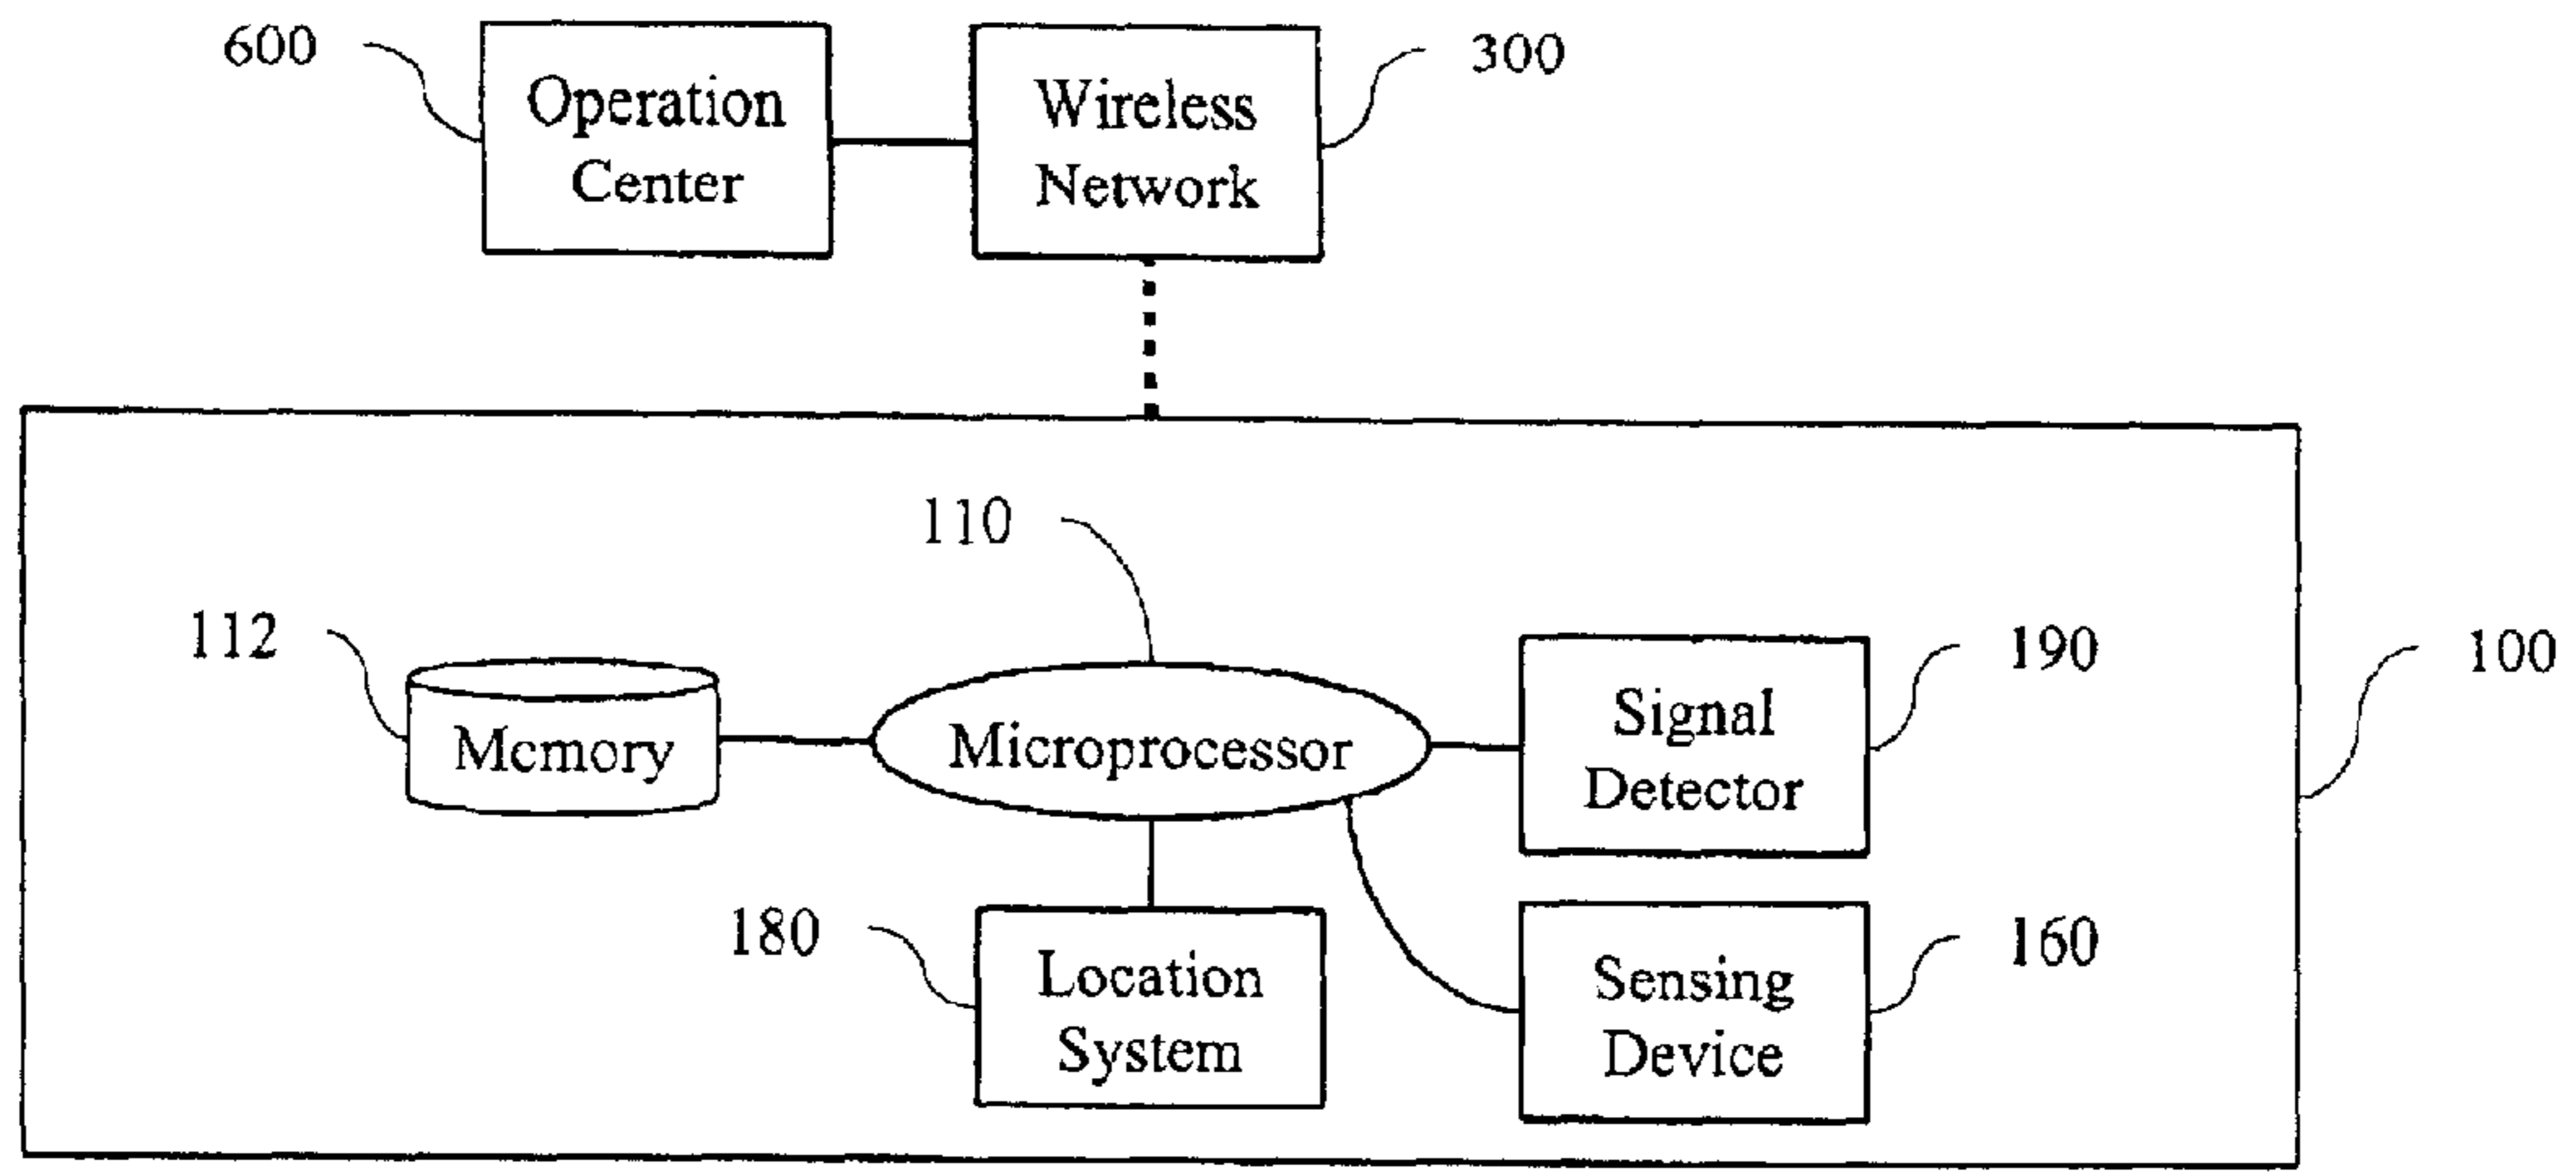 600
Operation
Center
Wireless
Network
300
110
112
Memory
Microprocessor
Signal
Detector
190
100
180
Location
System
Sensing
Device
160